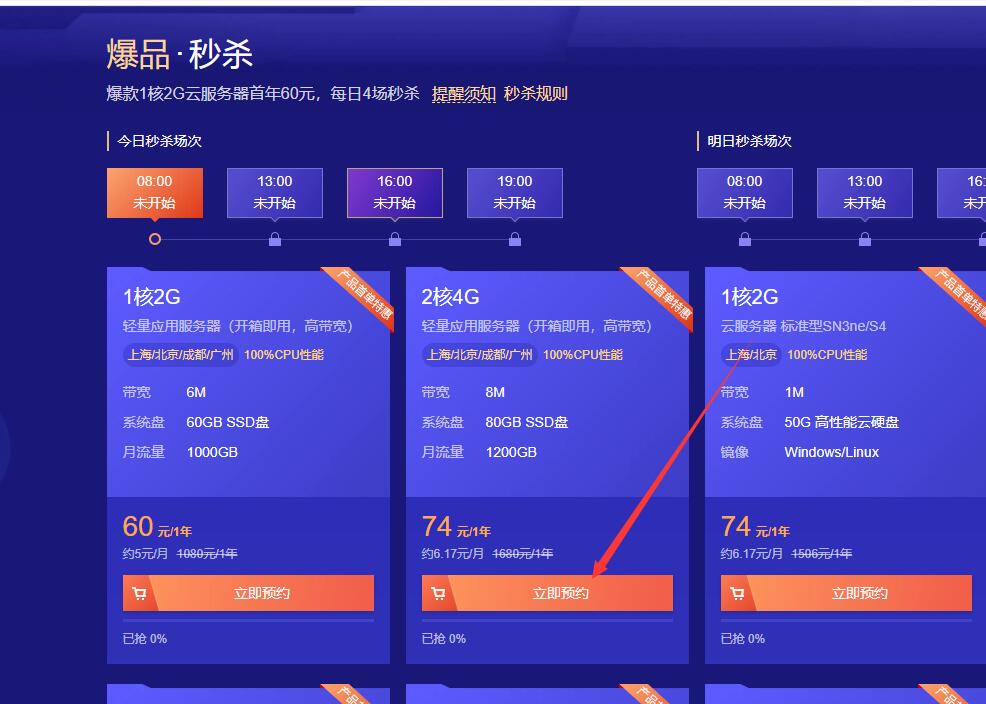 爆品·秒杀
爆款1核2G云服务器首年60元，每日4场秒杀 提醒须知 秒杀规则
今日秒杀场次
08:00
未开始
13:00
未开始
16:00
未开始
19:00
未开始
明日秒杀场次
08:00
未开始
13:00
未开始
产品首单特惠
1核2G
轻量应用服务器（开箱即用，高带宽）
上海/北京/成都/广州 100%CPU性能
带宽 6M
系统盘 60GB SSD盘
月流量 1000GB
60 元/1年
约5元/月 1080元/1年
立即预约
已抢 0%
产品首单特惠
2核4G
轻量应用服务器（开箱即用，高带宽）
上海/北京/成都/广州 100%CPU性能
带宽 8M
系统盘 80GB SSD盘
月流量 1200GB
74 元/1年
约6.17元/月 1680元/1年
立即预约
已抢 0%
产品首单特惠
1核2G
云服务器 标准型SN3ne/S4
上海/北京 100%CPU性能
带宽 1M
系统盘 50G 高性能云硬盘
镜像 Windows/Linux
74 元/1年
约6.17元/月 1506元/1年
立即预约
已抢 0%